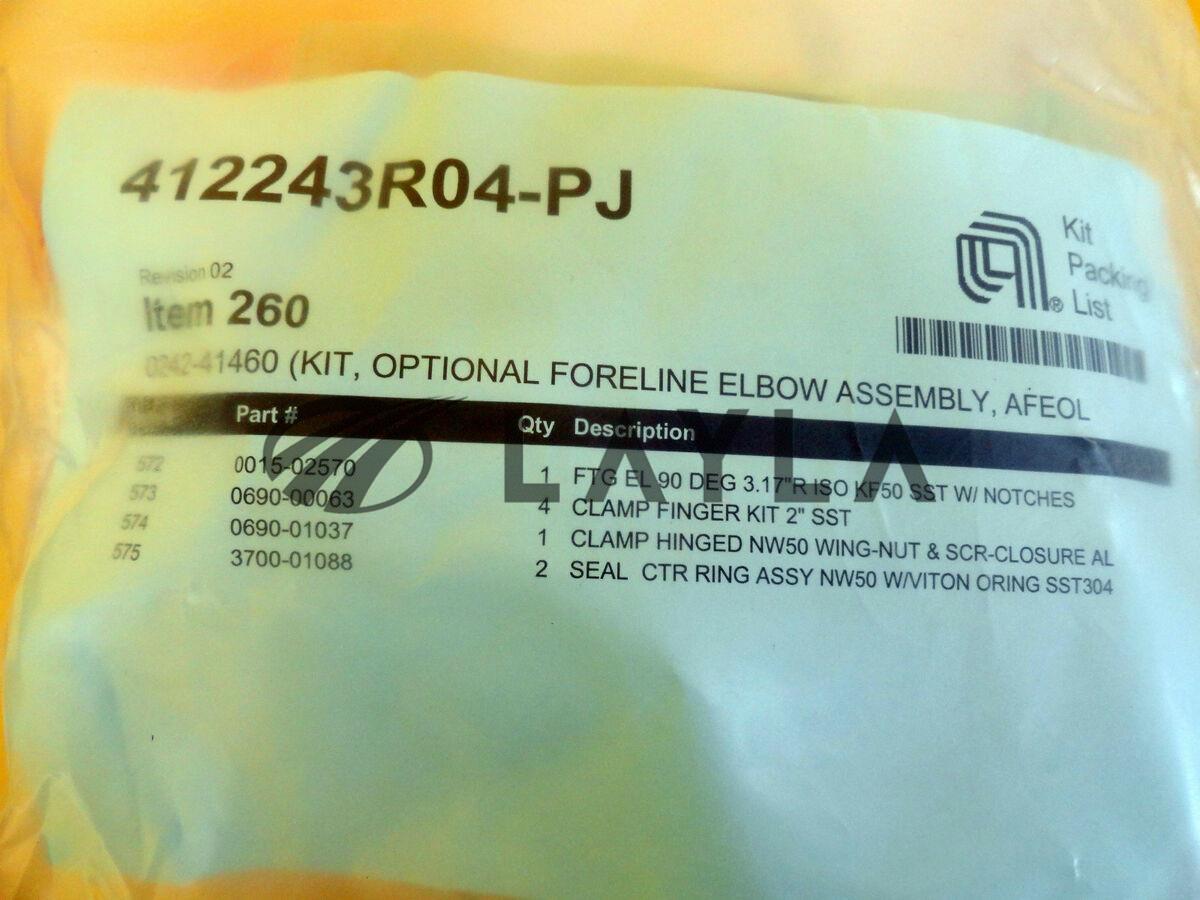 412243R04-PJ
Kit
Packing
List
®
Revision 02
Item 260
0242-41460 (KIT, OPTIONAL FORELINE ELBOW ASSEMBLY, AFEOL
Part # Qty Description
572 0015-02570 1 FTG EL 90 DEG 3.17"R ISO KF50 SST W/ NOTCHES
573 0690-00063 4 CLAMP FINGER KIT 2" SST
574 0690-01037 1 CLAMP HINGED NW50 WING-NUT & SCR-CLOSURE AL
575 3700-01088 2 SEAL CTR RING ASSY NW50 W/VITON ORING SST304
LAYLA